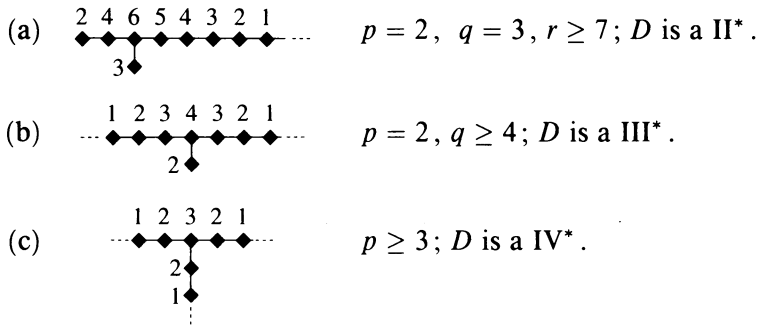 2 4 6 5 4 3 2 1
(a) p = 2, q = 3, r ≥ 7; D is a II*.
3
1 2 3 4 3 2 1
(b) p = 2, q ≥ 4; D is a III*.
2
1 2 3 2 1
(c) p ≥ 3; D is a IV*.
2
1